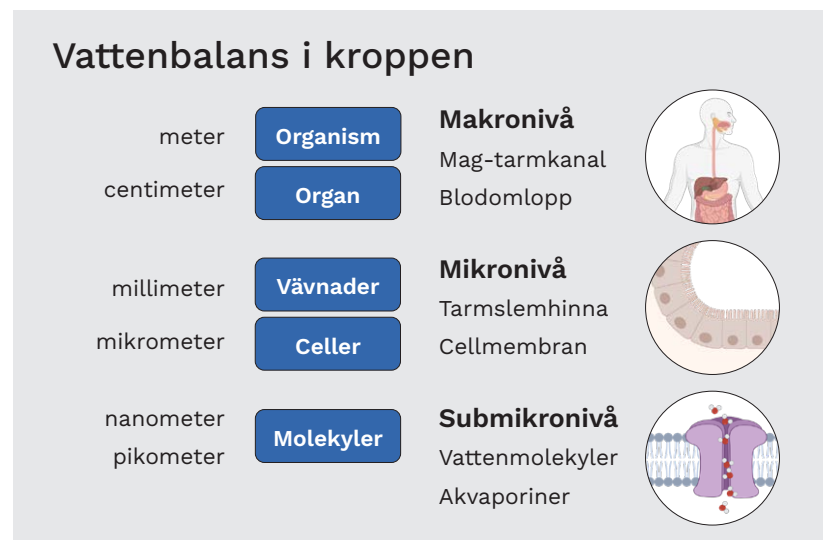 Vattenbalans i kroppen
meter
Organism
centimeter
Organ
Makronivå
Mag-tarmkanal
Blodomlopp
millimeter
Vävnader
mikrometer
Celler
Mikronivå
Tarmslemhinna
Cellmembran
nanometer
pikometer
Molekyler
Submikronivå
Vattenmolekyler
Akvaporiner